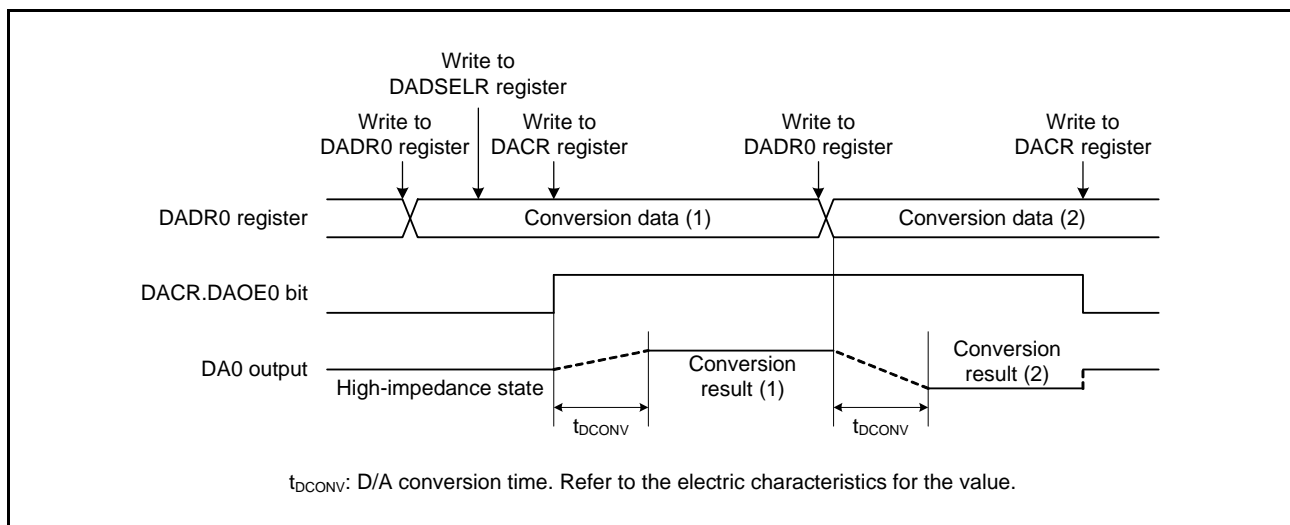 Write to
DADSELR register
Write to
DADR0 register
Write to
DACR register
Write to
DADR0 register
Write to
DACR register
DADR0 register
Conversion data (1)
Conversion data (2)
DACR.DAOE0 bit
DA0 output
High-impedance state
Conversion
result (1)
Conversion
result (2)
tDCONV
tDCONV
tDCONV: D/A conversion time. Refer to the electric characteristics for the value.